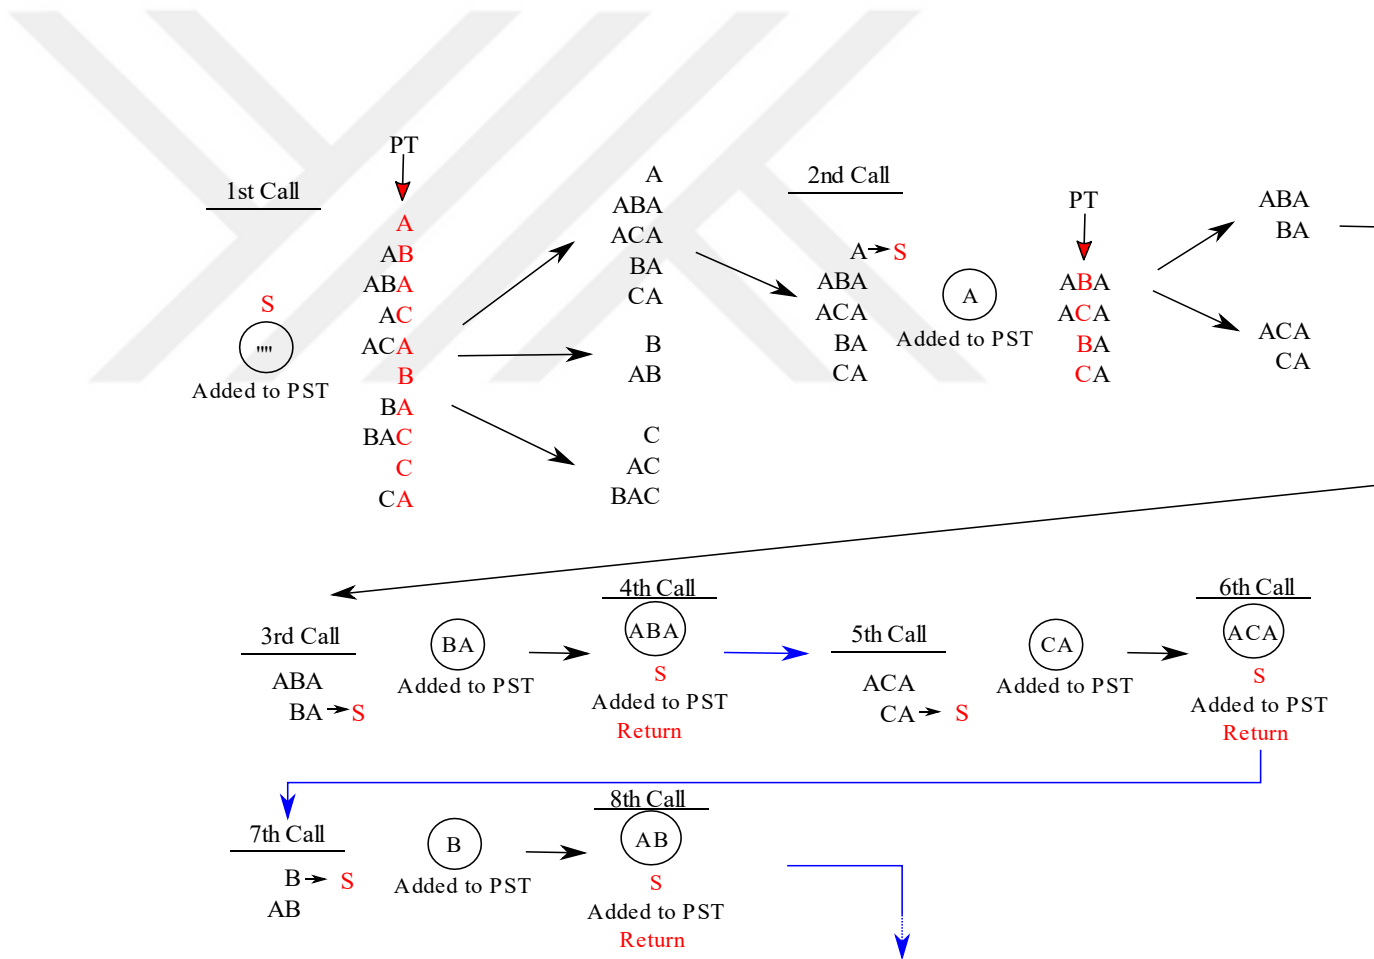 1st Call
S
""
Added to PST
PT
A
AB
ABA
AC
ACA
B
BA
BAC
C
CA
A
ABA
ACA
BA
CA
B
AB
C
AC
BAC
2nd Call
A S
ABA
ACA
BA
CA
A
Added to PST
PT
ABA
ACA
BA
CA
ABA
BA
ACA
CA
3rd Call
ABA
BA S
BA
Added to PST
4th Call
ABA
S
Added to PST
Return
5th Call
ACA
CA S
CA
Added to PST
6th Call
ACA
S
Added to PST
Return
7th Call
B S
AB
B
Added to PST
8th Call
AB
S
Added to PST
Return